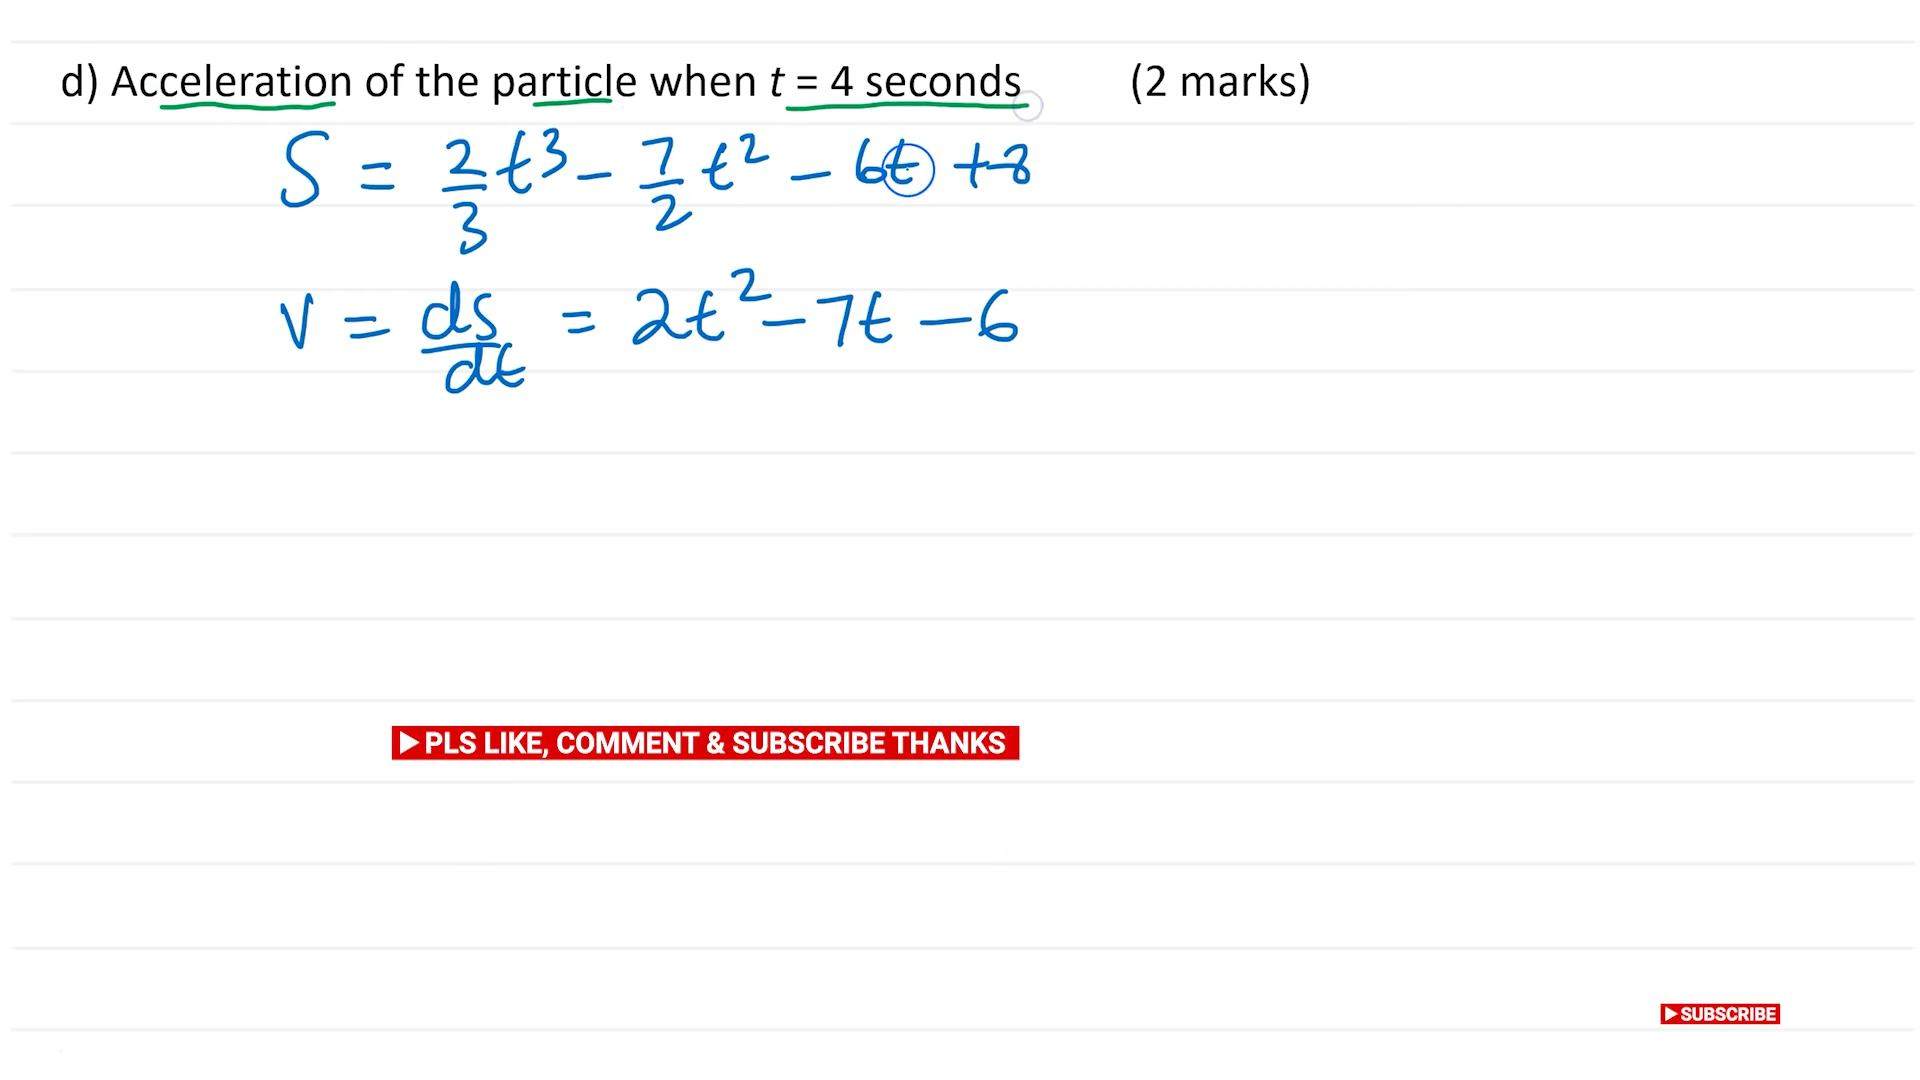 d) Acceleration of the particle when t = 4 seconds (2 marks)
S = 2/3 t³ - 7/2 t² - 6t + 8
V = ds/dt = 2t² - 7t - 6
PLS LIKE, COMMENT & SUBSCRIBE THANKS
SUBSCRIBE